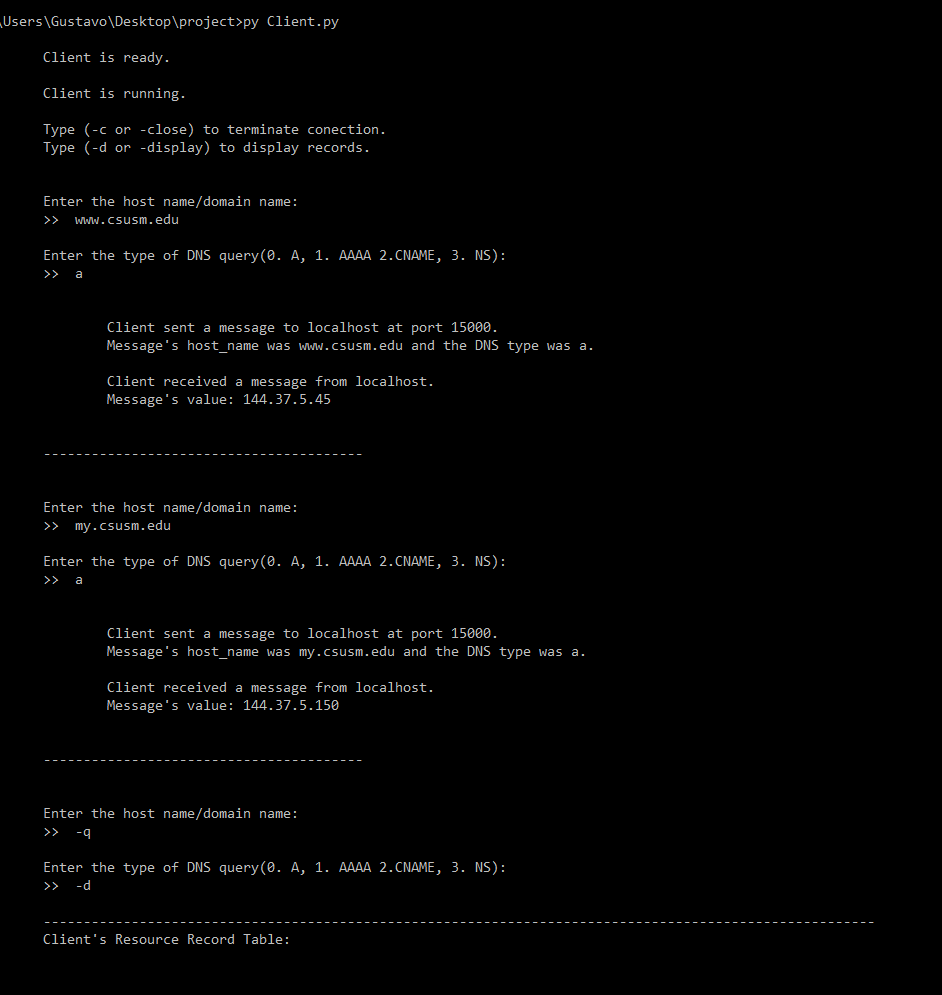 \Users\Gustavo\Desktop\project>py Client.py
Client is ready.
Client is running.
Type (-c or -close) to terminate conection.
Type (-d or -display) to display records.
Enter the host name/domain name:
>>  www.csusm.edu
Enter the type of DNS query(0. A, 1. AAAA 2.CNAME, 3. NS):
>>  a
Client sent a message to localhost at port 15000.
Message's host_name was www.csusm.edu and the DNS type was a.
Client received a message from localhost.
Message's value: 144.37.5.45
----------------------------------------
Enter the host name/domain name:
>>  my.csusm.edu
Enter the type of DNS query(0. A, 1. AAAA 2.CNAME, 3. NS):
>>  a
Client sent a message to localhost at port 15000.
Message's host_name was my.csusm.edu and the DNS type was a.
Client received a message from localhost.
Message's value: 144.37.5.150
----------------------------------------
Enter the host name/domain name:
>>  -q
Enter the type of DNS query(0. A, 1. AAAA 2.CNAME, 3. NS):
>>  -d
--------------------------------------------------------------------------------------------------------
Client's Resource Record Table: